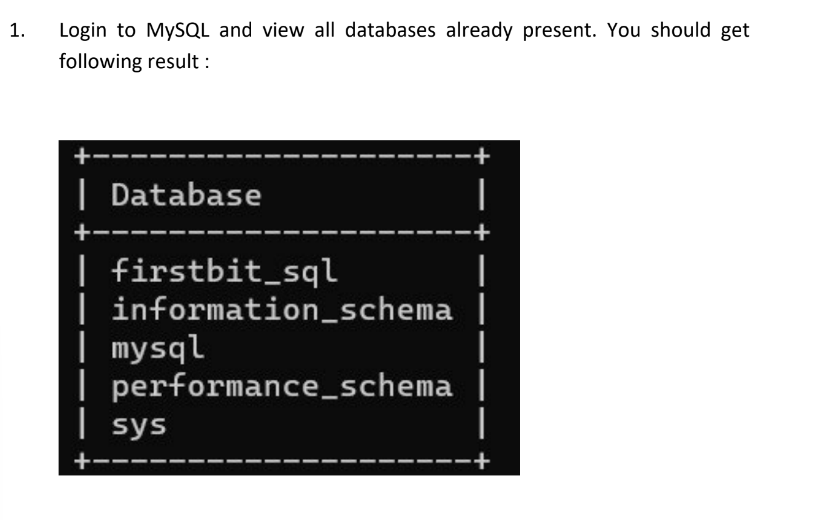 1. Login to MySQL and view all databases already present. You should get
following result :
+---------------------+
| Database            |
+---------------------+
| firstbit_sql        |
| information_schema  |
| mysql               |
| performance_schema  |
| sys                 |
+---------------------+